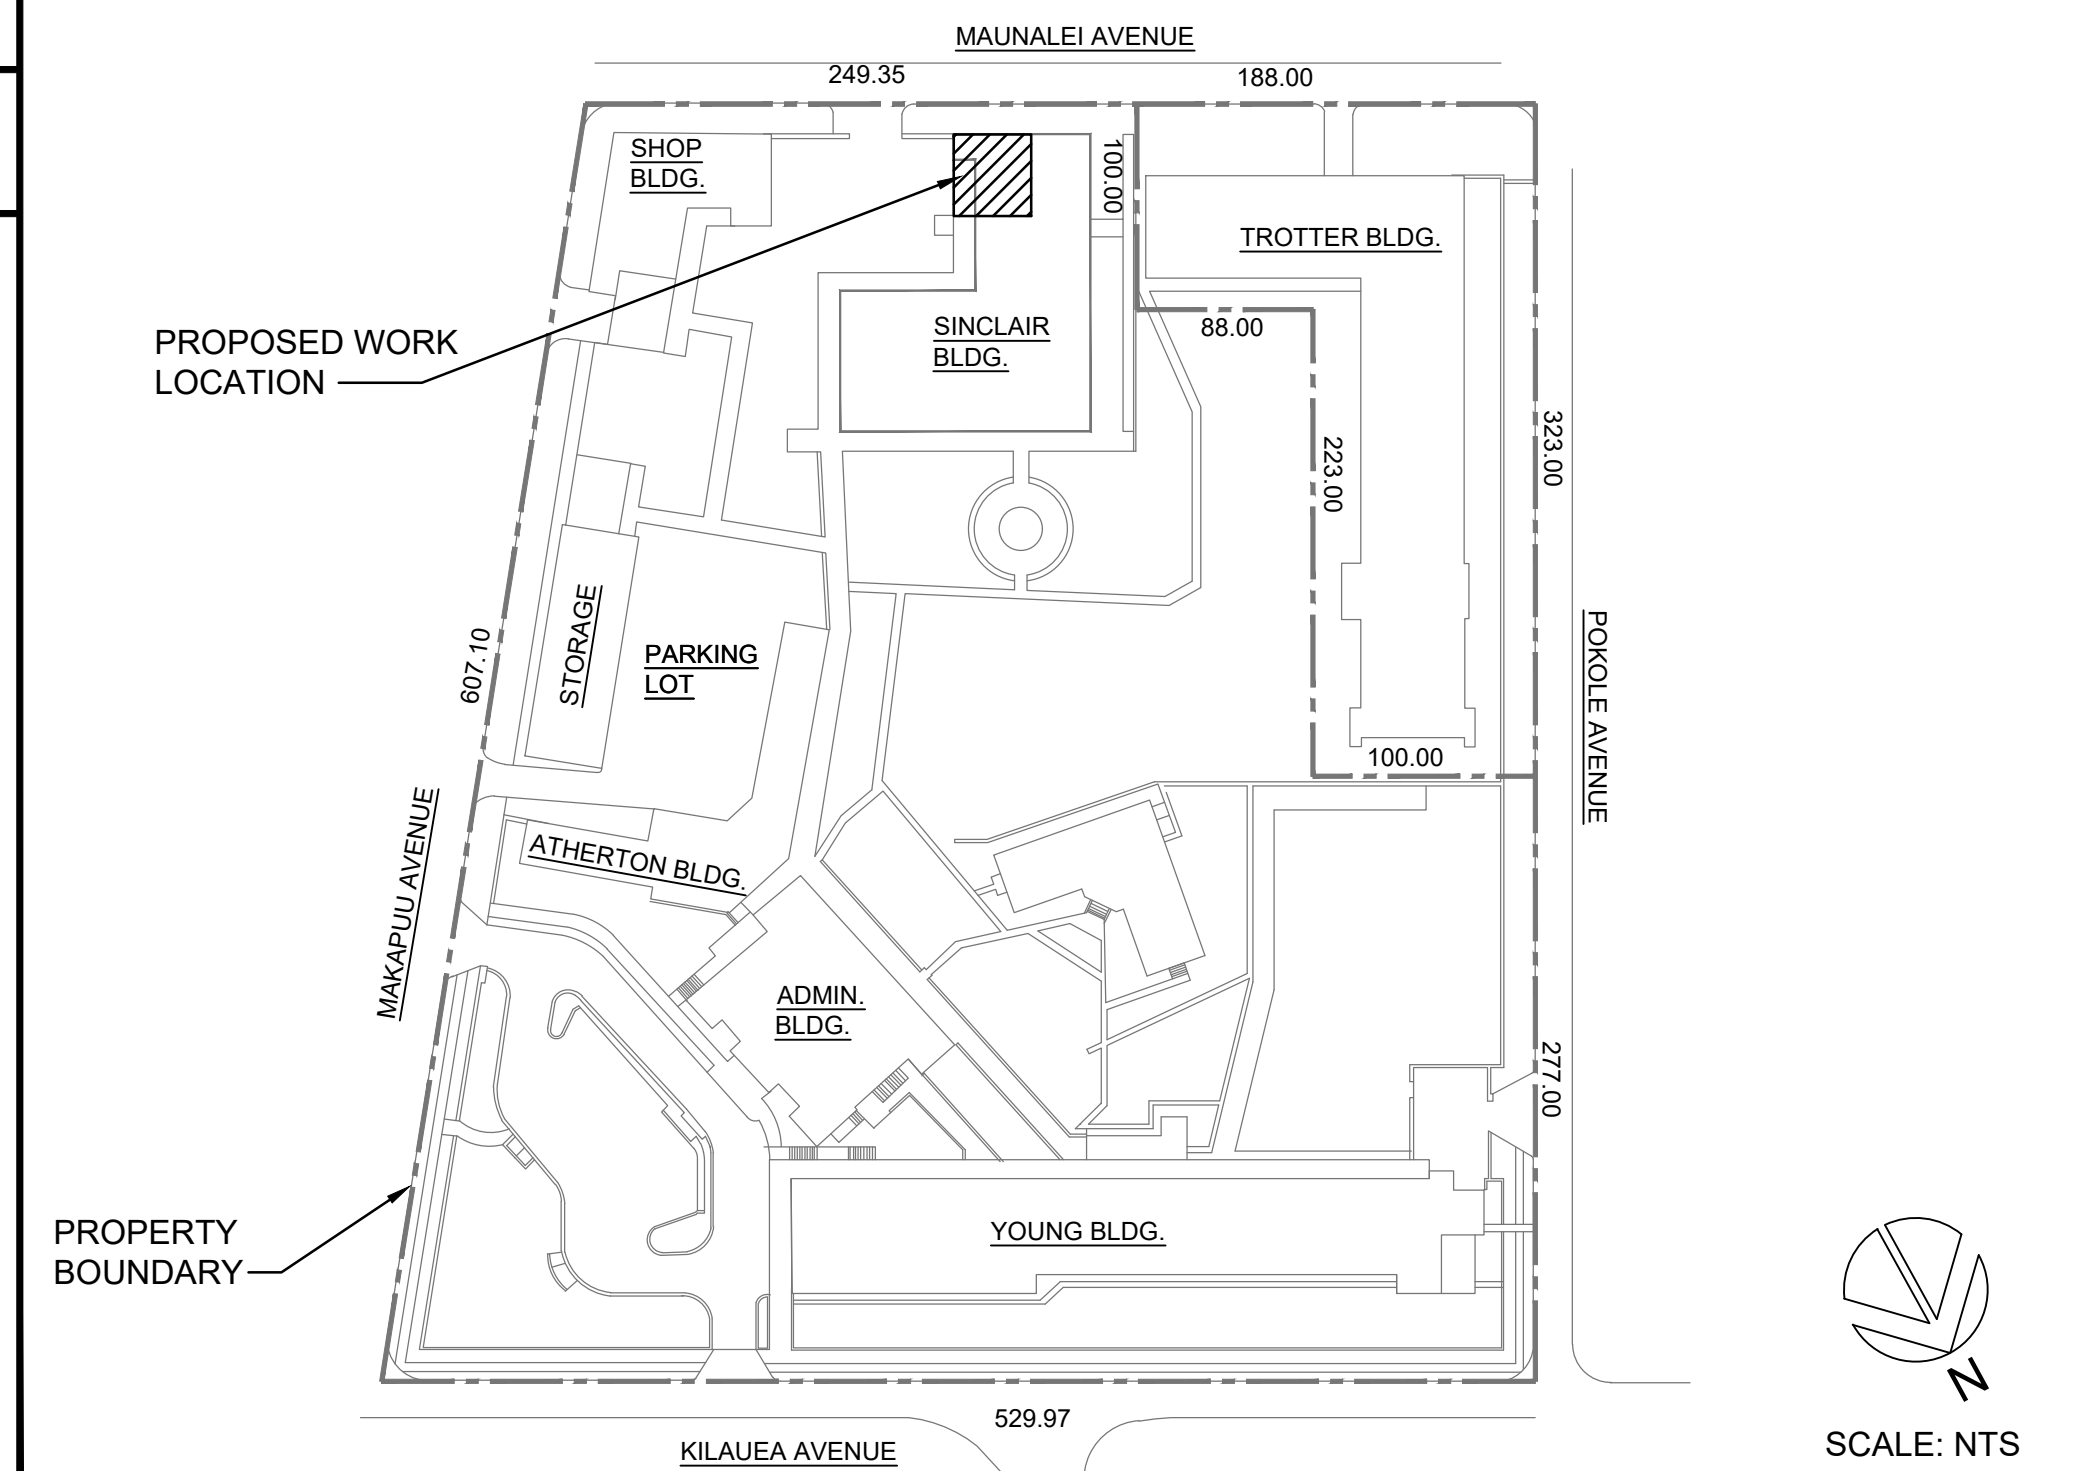 MAUNALEI AVENUE
249.35
188.00
SHOP
BLDG.
100.00
TROTTER BLDG.
PROPOSED WORK
LOCATION
SINCLAIR
BLDG.
88.00
323.00
223.00
STORAGE
607.10
PARKING
LOT
POKOLE AVENUE
100.00
MAKAPUU AVENUE
ATHERTON BLDG.
ADMIN.
BLDG.
277.00
PROPERTY
BOUNDARY
YOUNG BLDG.
N
529.97
KILAUEA AVENUE
SCALE: NTS